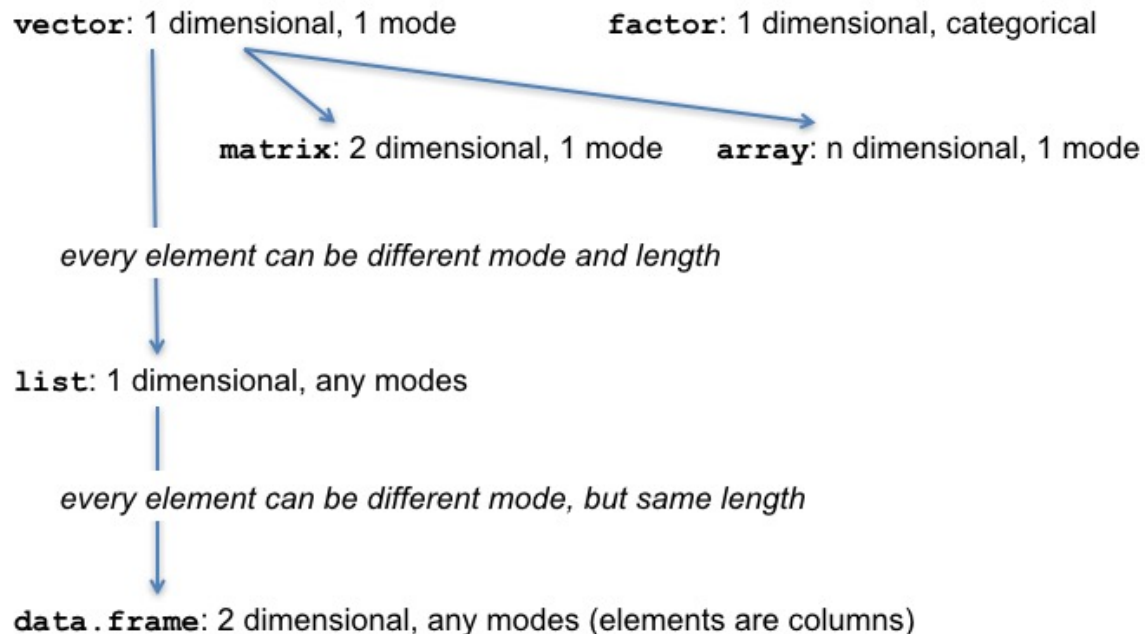 vector: 1 dimensional, 1 mode
factor: 1 dimensional, categorical
matrix: 2 dimensional, 1 mode
array: n dimensional, 1 mode
every element can be different mode and length
list: 1 dimensional, any modes
every element can be different mode, but same length
data.frame: 2 dimensional, any modes (elements are columns)